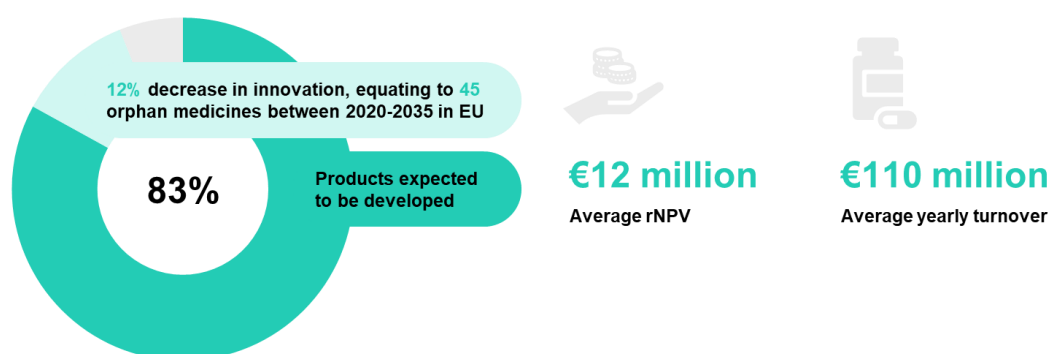 12% decrease in innovation, equating to 45
orphan medicines between 2020-2035 in EU
83%
Products expected
to be developed
€12 million
Average rNPV
€110 million
Average yearly turnover